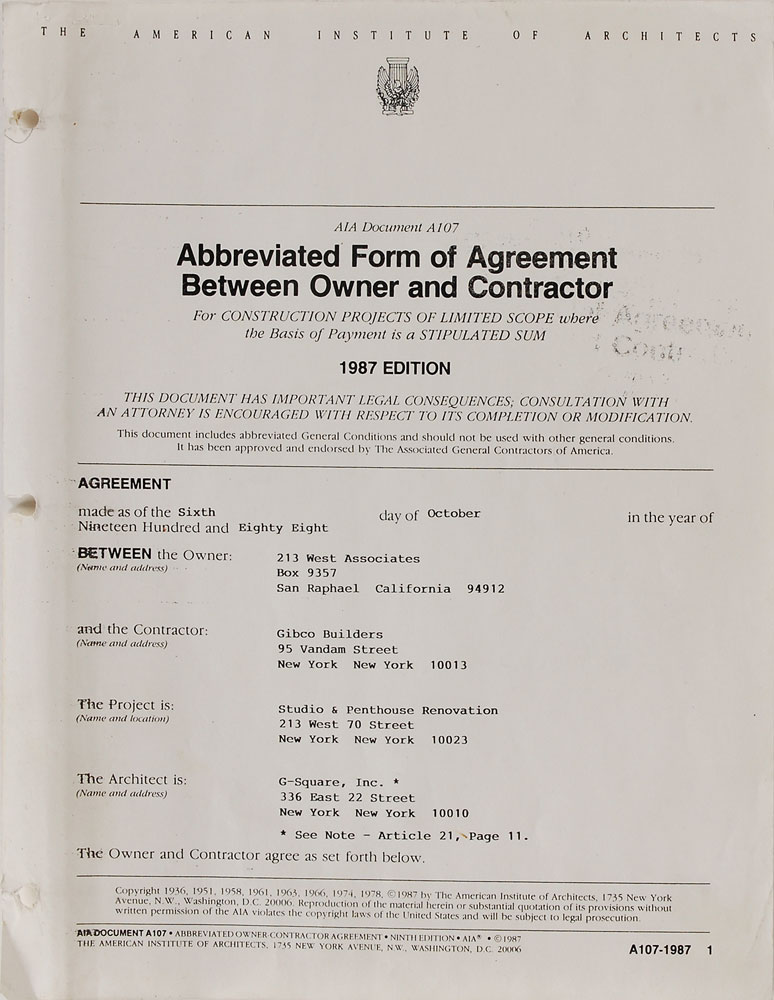 THE AMERICAN INSTITUTE OF ARCHITECTS
AIA Document A107
Abbreviated Form of Agreement
Between Owner and Contractor
For CONSTRUCTION PROJECTS OF LIMITED SCOPE where
the Basis of Payment is a STIPULATED SUM
1987 EDITION
THIS DOCUMENT HAS IMPORTANT LEGAL CONSEQUENCES; CONSULTATION WITH
AN ATTORNEY IS ENCOURAGED WITH RESPECT TO ITS COMPLETION OR MODIFICATION.
This document includes abbreviated General Conditions and should not be used with other general conditions.
It has been approved and endorsed by The Associated General Contractors of America.
AGREEMENT
made as of the Sixth day of October in the year of
Nineteen Hundred and Eighty Eight
BETWEEN the Owner: 213 West Associates
(Name and address) Box 9357
San Raphael California 94912
and the Contractor: Gibco Builders
(Name and address) 95 Vandam Street
New York New York 10013
The Project is: Studio & Penthouse Renovation
(Name and location) 213 West 70 Street
New York New York 10023
The Architect is: G-Square, Inc. *
(Name and address) 336 East 22 Street
New York New York 10010
* See Note - Article 21, Page 11.
The Owner and Contractor agree as set forth below.
Copyright 1936, 1951, 1958, 1961, 1963, 1966, 1974, 1978, ©1987 by The American Institute of Architects, 1735 New York
Avenue, N.W., Washington, D.C. 20006. Reproduction of the material herein or substantial quotation of its provisions without
written permission of the AIA violates the copyright laws of the United States and will be subject to legal prosecution.
AIA DOCUMENT A107 • ABBREVIATED OWNER-CONTRACTOR AGREEMENT • NINTH EDITION • AIA® • ©1987
THE AMERICAN INSTITUTE OF ARCHITECTS, 1735 NEW YORK AVENUE, N.W., WASHINGTON, D.C. 20006 A107-1987 1